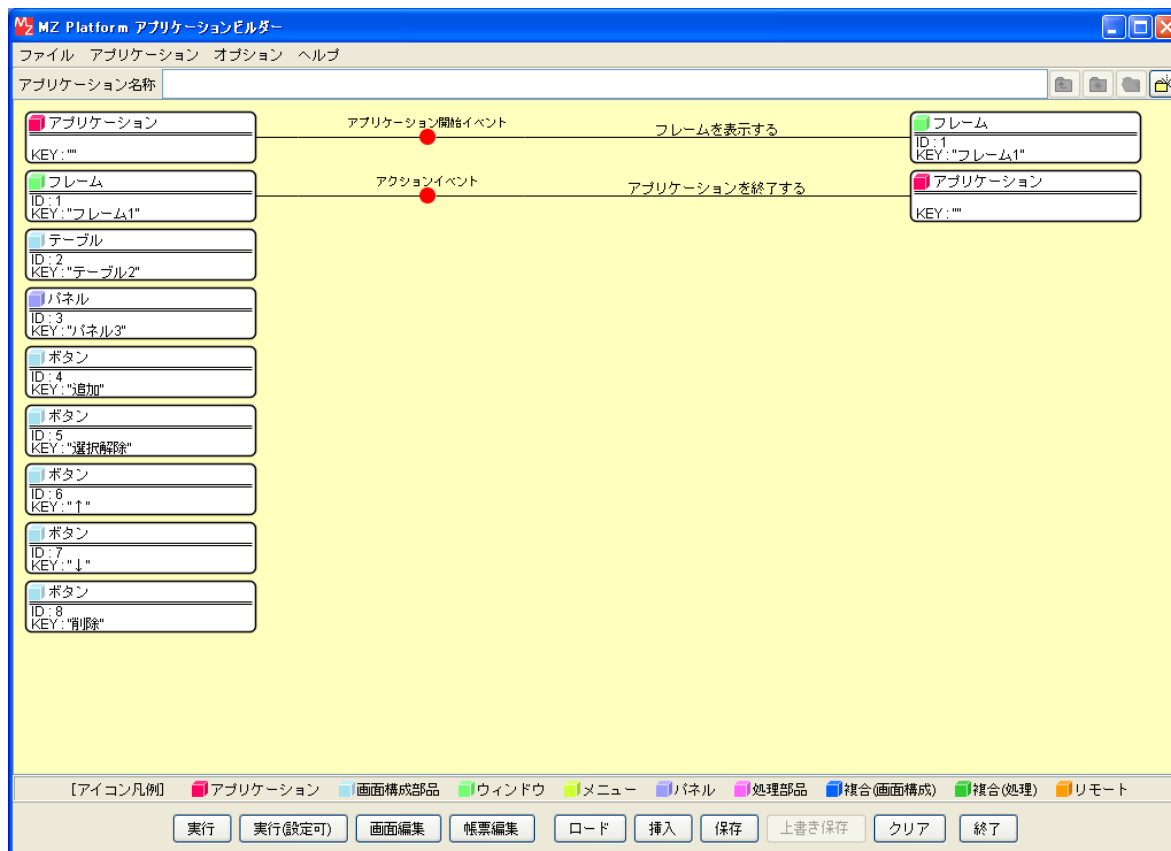 MZ Platform アプリケーションビルダー
ファイル アプリケーション オプション ヘルプ
アプリケーション名称
アプリケーション
KEY : ""
アプリケーション開始イベント
フレームを表示する
フレーム
ID : 1
KEY : "フレーム1"
フレーム
ID : 1
KEY : "フレーム1"
アクションイベント
アプリケーションを終了する
アプリケーション
KEY : ""
テーブル
ID : 2
KEY : "テーブル2"
パネル
ID : 3
KEY : "パネル3"
ボタン
ID : 4
KEY : "追加"
ボタン
ID : 5
KEY : "選択解除"
ボタン
ID : 6
KEY : "↑"
ボタン
ID : 7
KEY : "↓"
ボタン
ID : 8
KEY : "削除"
[アイコン凡例] アプリケーション 画面構成部品 ウィンドウ メニュー パネル 処理部品 複合(画面構成) 複合(処理) リモート
実行 実行(設定可) 画面編集 帳票編集 ロード 挿入 保存 上書き保存 クリア 終了